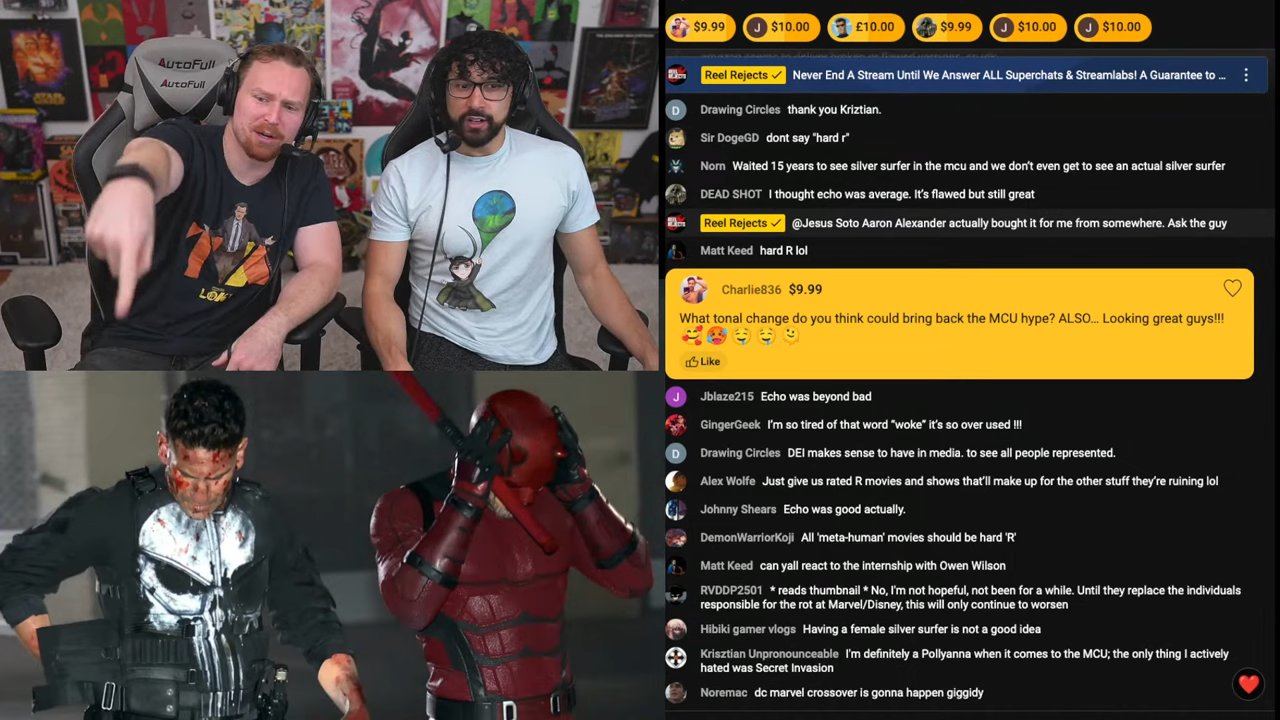 $9.99 J $10.00 £10.00 $9.99 J $10.00 J $10.00
Reel Rejects Never End A Stream Until We Answer ALL Superchats & Streamlabs! A Guarantee to ...
D Drawing Circles thank you Kriztian.
Sir DogeGD dont say "hard r"
Norn Waited 15 years to see silver surfer in the mcu and we don't even get to see an actual silver surfer
DEAD SHOT I thought echo was average. It's flawed but still great
Reel Rejects @Jesus Soto Aaron Alexander actually bought it for me from somewhere. Ask the guy
Matt Keed hard R lol
Charlie836 $9.99
What tonal change do you think could bring back the MCU hype? ALSO... Looking great guys!!!
🥰🥵🤤🤤🫠
Like
J Jblaze215 Echo was beyond bad
GingerGeek I'm so tired of that word “woke” it's so over used !!!
D Drawing Circles DEI makes sense to have in media. to see all people represented.
Alex Wolfe Just give us rated R movies and shows that'll make up for the other stuff they're ruining lol
Johnny Shears Echo was good actually.
DemonWarriorKoji All 'meta-human' movies should be hard 'R'
Matt Keed can yall react to the internship with Owen Wilson
RVDDP2501 * reads thumbnail * No, I'm not hopeful, not been for a while. Until they replace the individuals
responsible for the rot at Marvel/Disney, this will only continue to worsen
Hibiki gamer vlogs Having a female silver surfer is not a good idea
Krisztian Unpronounceable I'm definitely a Pollyanna when it comes to the MCU; the only thing I actively
hated was Secret Invasion
Noremac dc marvel crossover is gonna happen giggidy
AutoFull
AutoFull
LOKI